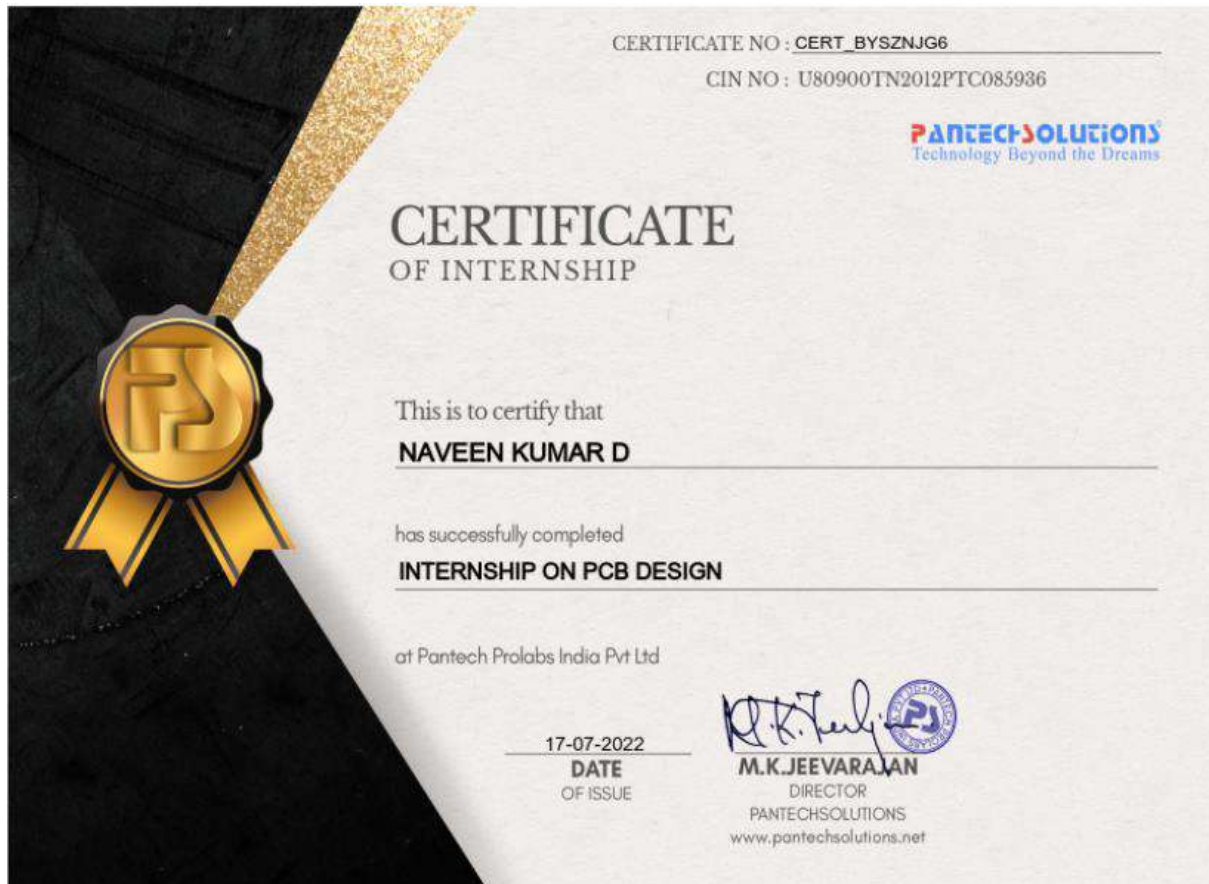 CERTIFICATE NO : CERT_BYSZNJG6
CIN NO : U80900TN2012PTC085936
PANTECHSOLUTIONS
Technology Beyond the Dreams
CERTIFICATE
OF INTERNSHIP
PS
This is to certify that
NAVEEN KUMAR D
has successfully completed
INTERNSHIP ON PCB DESIGN
at Pantech Prolabs India Pvt Ltd
17-07-2022
DATE
OF ISSUE
M.K.JEEVARAJAN
DIRECTOR
PANTECHSOLUTIONS
www.pantechsolutions.net